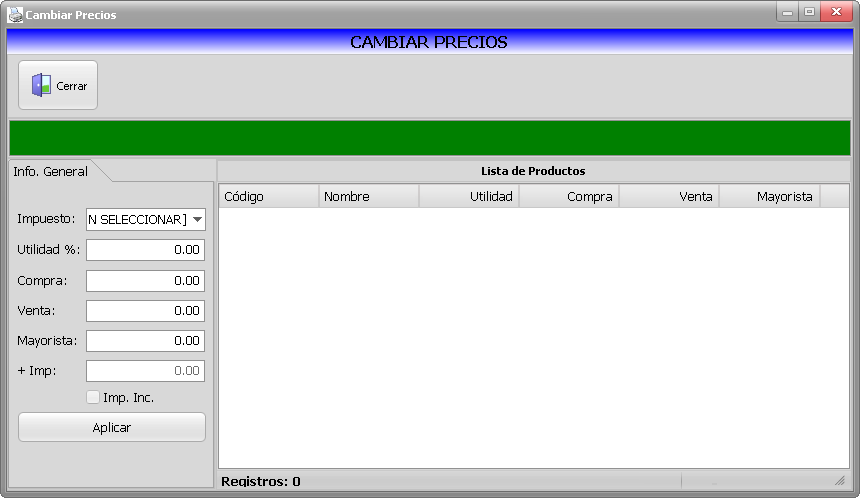 Cambiar Precios
CAMBIAR PRECIOS
Cerrar
Info. General
Impuesto: N SELECCIONAR]
Utilidad %: 0.00
Compra: 0.00
Venta: 0.00
Mayorista: 0.00
+ Imp: 0.00
Imp. Inc.
Aplicar
Lista de Productos
Código Nombre Utilidad Compra Venta Mayorista
Registros: 0